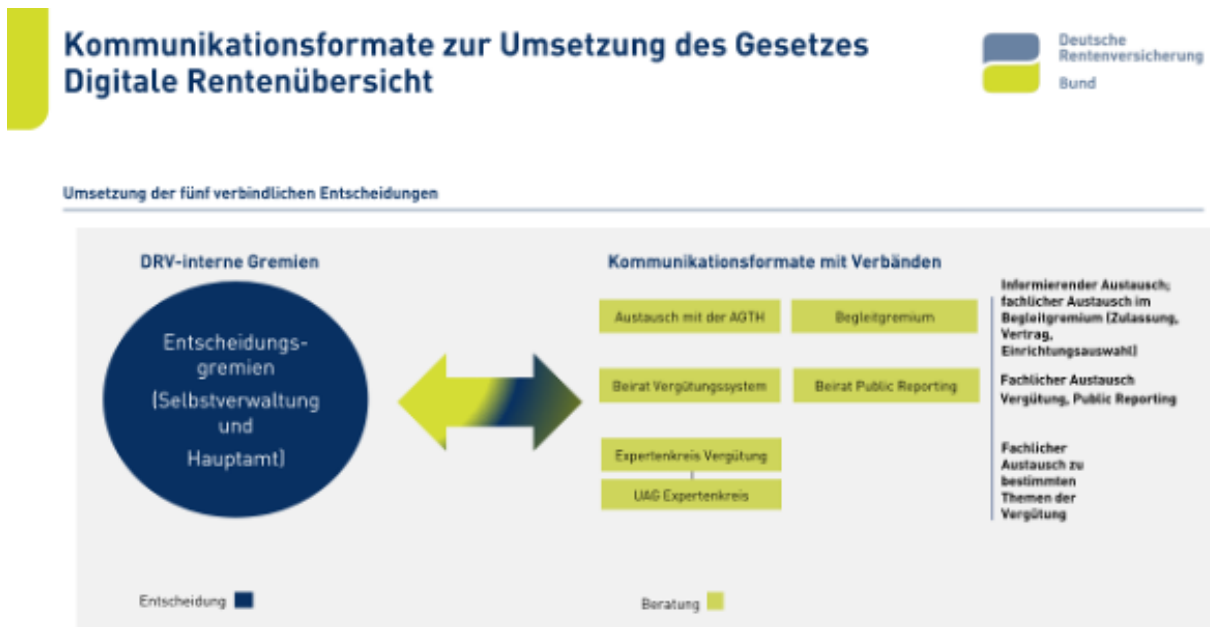 Kommunikationsformate zur Umsetzung des Gesetzes
Digitale Rentenübersicht
Deutsche
Rentenversicherung
Bund
Umsetzung der fünf verbindlichen Entscheidungen
DRV-interne Gremien
Entscheidungs-
gremien
(Selbstverwaltung
und
Hauptamt)
Kommunikationsformate mit Verbänden
Austausch mit der AGTH
Begleitgremium
Informierender Austausch;
fachlicher Austausch im
Begleitgremium (Zulassung,
Vertrag,
Einrichtungsauswahl)
Beirat Vergütungssystem
Beirat Public Reporting
Fachlicher Austausch
Vergütung, Public Reporting
Expertenkreis Vergütung
UAG Expertenkreis
Fachlicher
Austausch zu
bestimmten
Themen der
Vergütung
Entscheidung
Beratung